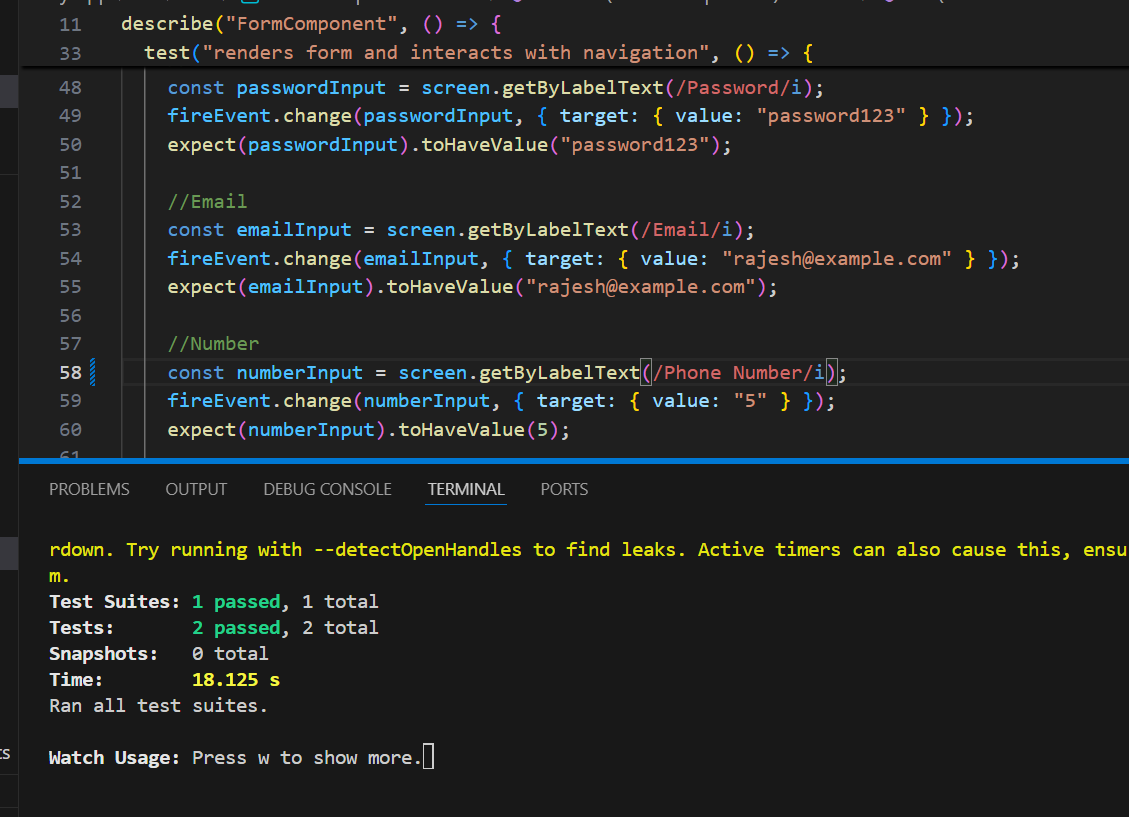 11 describe("FormComponent", () => {
33 test("renders form and interacts with navigation", () => {
48 const passwordInput = screen.getByLabelText(/Password/i);
49 fireEvent.change(passwordInput, { target: { value: "password123" } });
50 expect(passwordInput).toHaveValue("password123");
51
52 //Email
53 const emailInput = screen.getByLabelText(/Email/i);
54 fireEvent.change(emailInput, { target: { value: "rajesh@example.com" } });
55 expect(emailInput).toHaveValue("rajesh@example.com");
56
57 //Number
58 const numberInput = screen.getByLabelText(/Phone Number/i);
59 fireEvent.change(numberInput, { target: { value: "5" } });
60 expect(numberInput).toHaveValue(5);
61
PROBLEMS OUTPUT DEBUG CONSOLE TERMINAL PORTS
rdown. Try running with --detectOpenHandles to find leaks. Active timers can also cause this, ensu
m.
Test Suites: 1 passed, 1 total
Tests: 2 passed, 2 total
Snapshots: 0 total
Time: 18.125 s
Ran all test suites.
Watch Usage: Press w to show more.